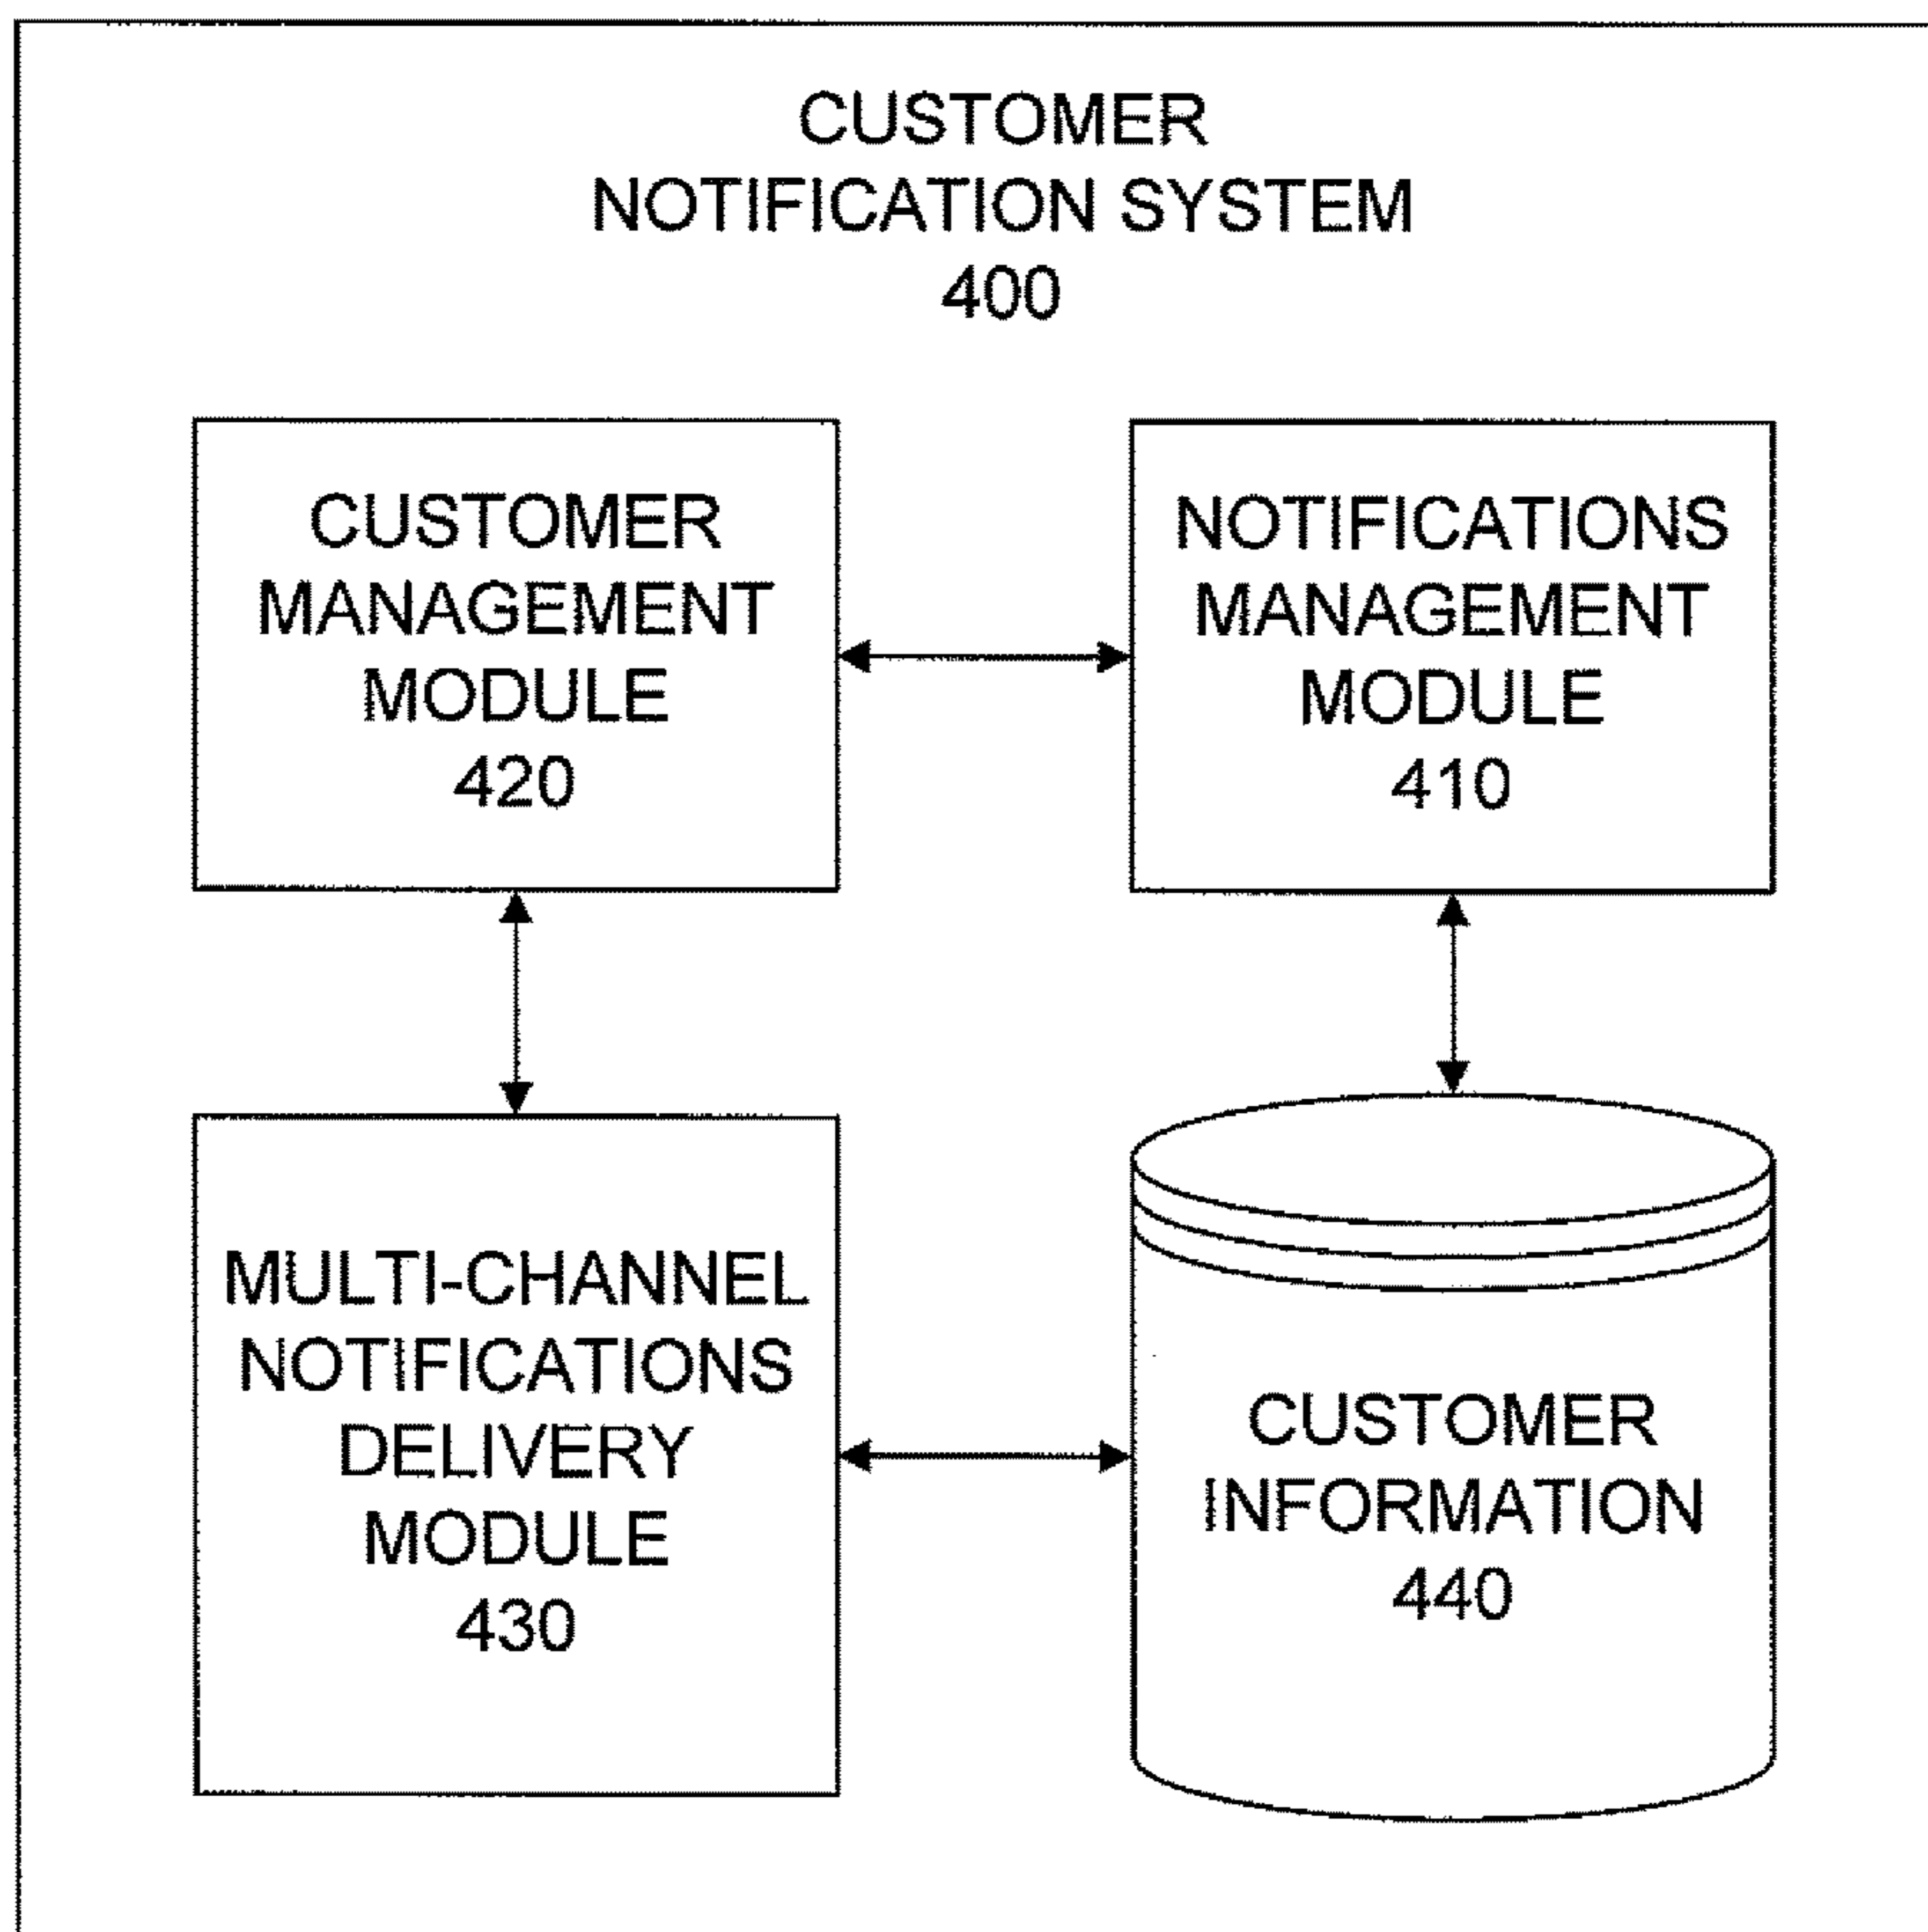 CUSTOMER
NOTIFICATION SYSTEM
400
CUSTOMER
MANAGEMENT
MODULE
420
NOTIFICATIONS
MANAGEMENT
MODULE
410
MULTI-CHANNEL
NOTIFICATIONS
DELIVERY
MODULE
430
CUSTOMER
INFORMATION
440